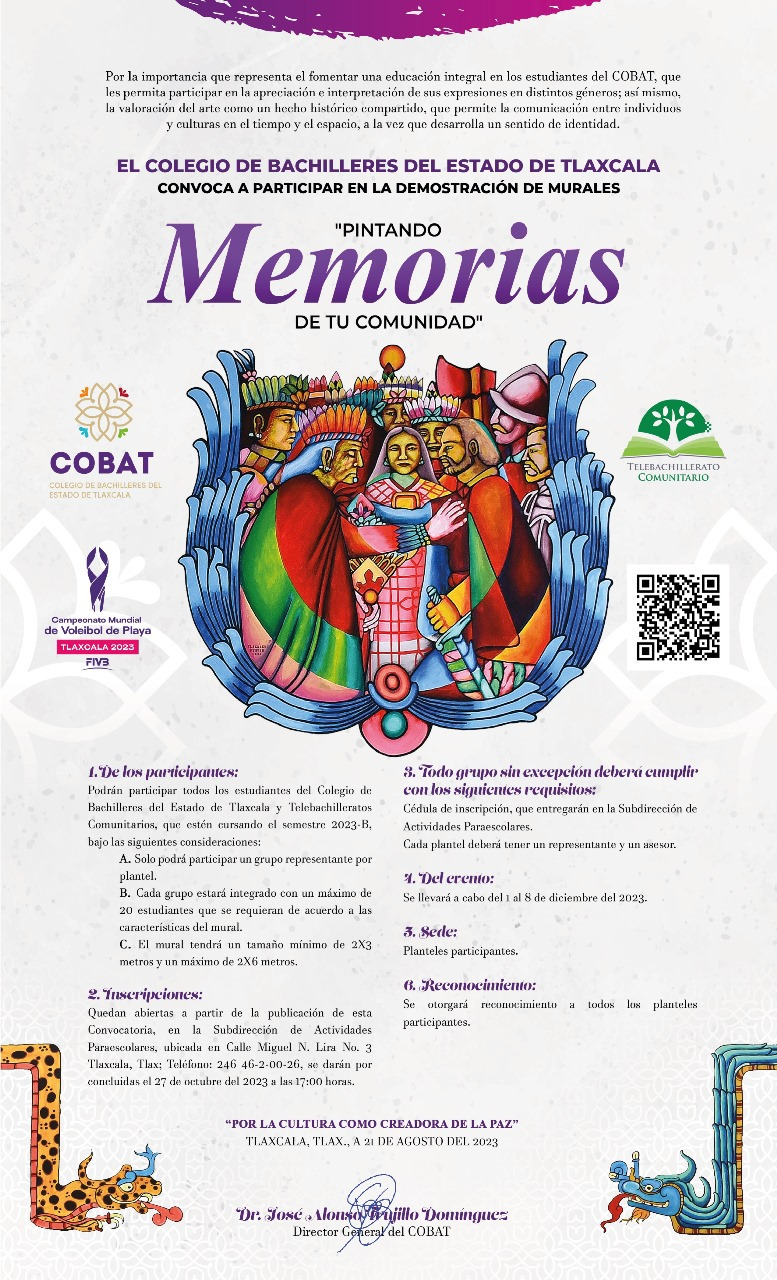 Por la importancia que representa el fomentar una educación integral en los estudiantes del COBAT, que
les permita participar en la apreciación e interpretación de sus expresiones en distintos géneros; así mismo,
la valoración del arte como un hecho histórico compartido, que permite la comunicación entre individuos
y culturas en el tiempo y el espacio, a la vez que desarrolla un sentido de identidad.
EL COLEGIO DE BACHILLERES DEL ESTADO DE TLAXCALA
CONVOCA A PARTICIPAR EN LA DEMOSTRACIÓN DE MURALES
"PINTANDO
Memorias
DE TU COMUNIDAD"
COBAT
COLEGIO DE BACHILLERES DEL
ESTADO DE TLAXCALA
TELEBACHILLERATO
COMUNITARIO
Campeonato Mundial
de Voleibol de Playa
TLAXCALA 2023
FIVB
1. De los participantes:
Podrán participar todos los estudiantes del Colegio de
Bachilleres del Estado de Tlaxcala y Telebachilleratos
Comunitarios, que estén cursando el semestre 2023-B,
bajo las siguientes consideraciones:
A. Solo podrá participar un grupo representante por
plantel.
B. Cada grupo estará integrado con un máximo de
20 estudiantes que se requieran de acuerdo a las
características del mural.
C. El mural tendrá un tamaño mínimo de 2X3
metros y un máximo de 2X6 metros.
2. Inscripciones:
Quedan abiertas a partir de la publicación de esta
Convocatoria, en la Subdirección de Actividades
Paraescolares, ubicada en Calle Miguel N. Lira No. 3
Tlaxcala, Tlax; Teléfono: 246 46-2-00-26, se darán por
concluidas el 27 de octubre del 2023 a las 17:00 horas.
3. Todo grupo sin excepción deberá cumplir
con los siguientes requisitos:
Cédula de inscripción, que entregarán en la Subdirección de
Actividades Paraescolares.
Cada plantel deberá tener un representante y un asesor.
4. Del evento:
Se llevará a cabo del 1 al 8 de diciembre del 2023.
5. Sede:
Planteles participantes.
6. Reconocimiento:
Se otorgará reconocimiento a todos los planteles
participantes.
“POR LA CULTURA COMO CREADORA DE LA PAZ”
TLAXCALA, TLAX., A 21 DE AGOSTO DEL 2023
Dr. José Alonso Trujillo Domínguez
Director General del COBAT